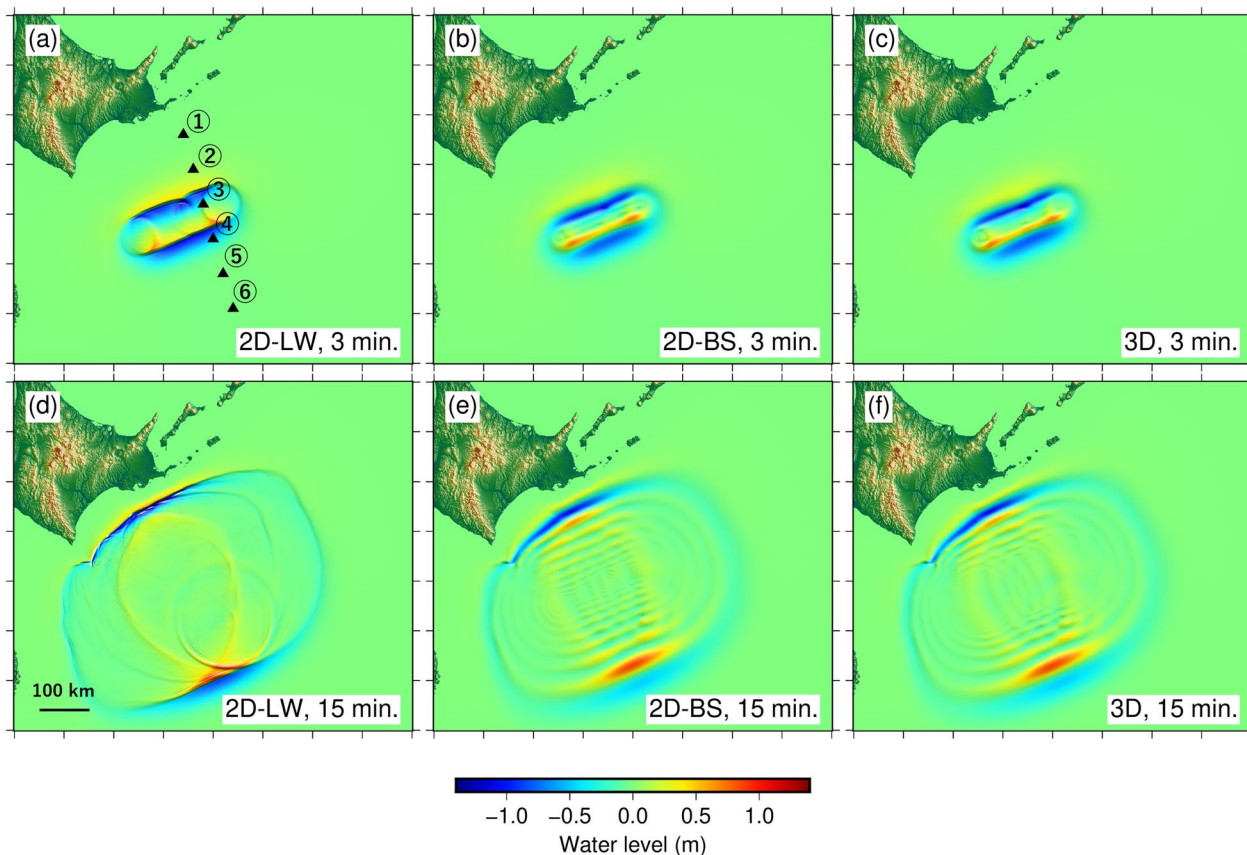 (a)
①
②
③
④
⑤
⑥
2D-LW, 3 min.
(b)
2D-BS, 3 min.
(c)
3D, 3 min.
(d)
100 km
2D-LW, 15 min.
(e)
2D-BS, 15 min.
(f)
3D, 15 min.
−1.0 −0.5 0.0 0.5 1.0
Water level (m)